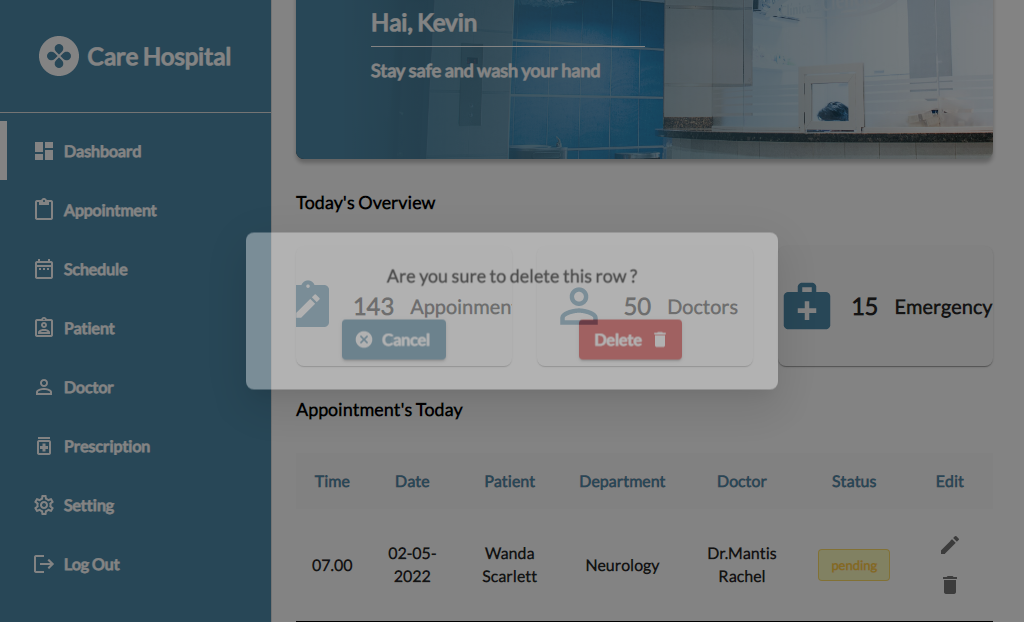 Care Hospital
Dashboard
Appointment
Schedule
Patient
Doctor
Prescription
Setting
Log Out
Hai, Kevin
Stay safe and wash your hand
Today's Overview
Are you sure to delete this row ?
143 Appoinmen
50 Doctors
15 Emergency
Cancel
Delete
Appointment's Today
Time Date Patient Department Doctor Status Edit
07.00 02-05-2022 Wanda Scarlett Neurology Dr.Mantis Rachel pending